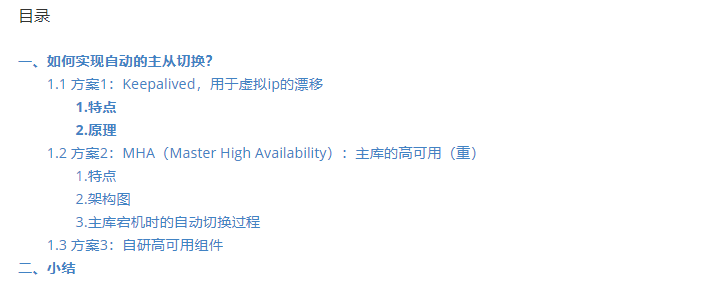 目录
一、如何实现自动的主从切换？
1.1 方案1：Keepalived，用于虚拟ip的漂移
1.特点
2.原理
1.2 方案2：MHA（Master High Availability）：主库的高可用（重）
1.特点
2.架构图
3.主库宕机时的自动切换过程
1.3 方案3：自研高可用组件
二、小结